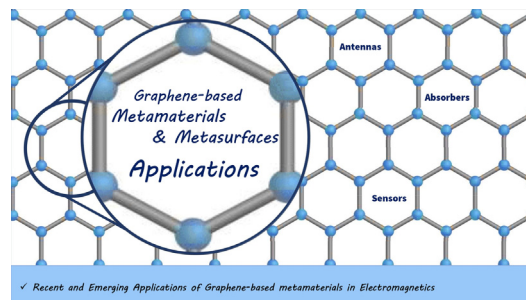 Graphene-based
Metamaterials
& Metasurfaces
Applications
Antennas
Absorbers
Sensors
✓ Recent and Emerging Applications of Graphene-based metamaterials in Electromagnetics